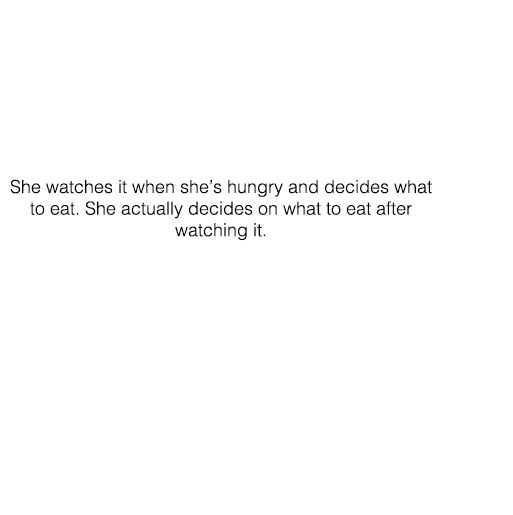 She watches it when she’s hungry and decides what
to eat. She actually decides on what to eat after
watching it.